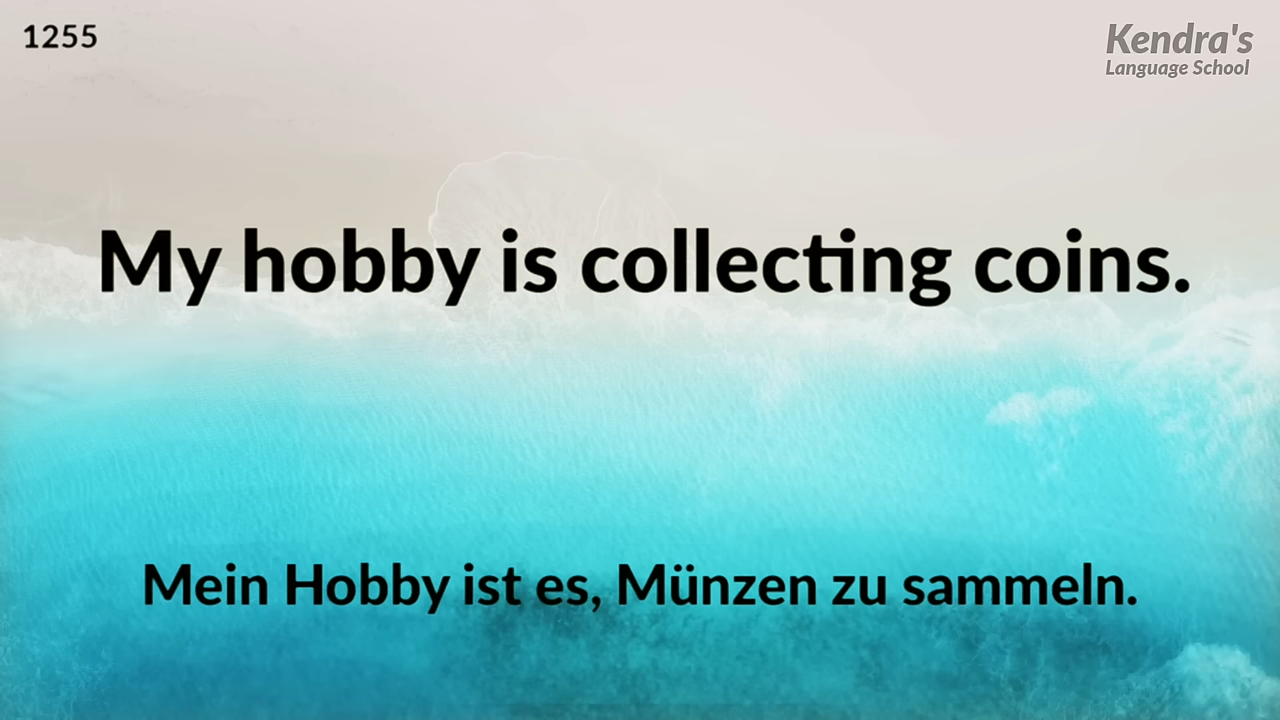 1255
Kendra's
Language School
My hobby is collecting coins.
Mein Hobby ist es, Münzen zu sammeln.